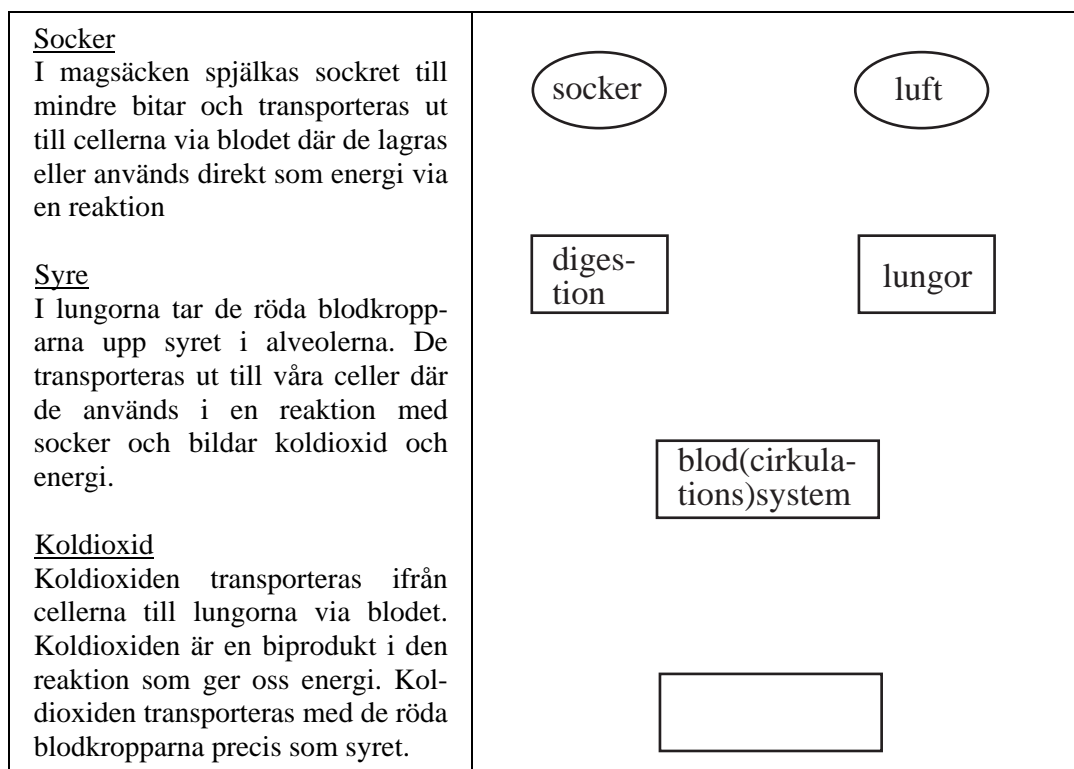 Socker
I magsäcken spjälkas sockret till
mindre bitar och transporteras ut
till cellerna via blodet där de lagras
eller används direkt som energi via
en reaktion
Syre
I lungorna tar de röda blodkropp-
arna upp syret i alveolerna. De
transporteras ut till våra celler där
de används i en reaktion med
socker och bildar koldioxid och
energi.
Koldioxid
Koldioxiden transporteras ifrån
cellerna till lungorna via blodet.
Koldioxiden är en biprodukt i den
reaktion som ger oss energi. Kol-
dioxiden transporteras med de röda
blodkropparna precis som syret.
socker
luft
diges-
tion
lungor
blod(cirkula-
tions)system